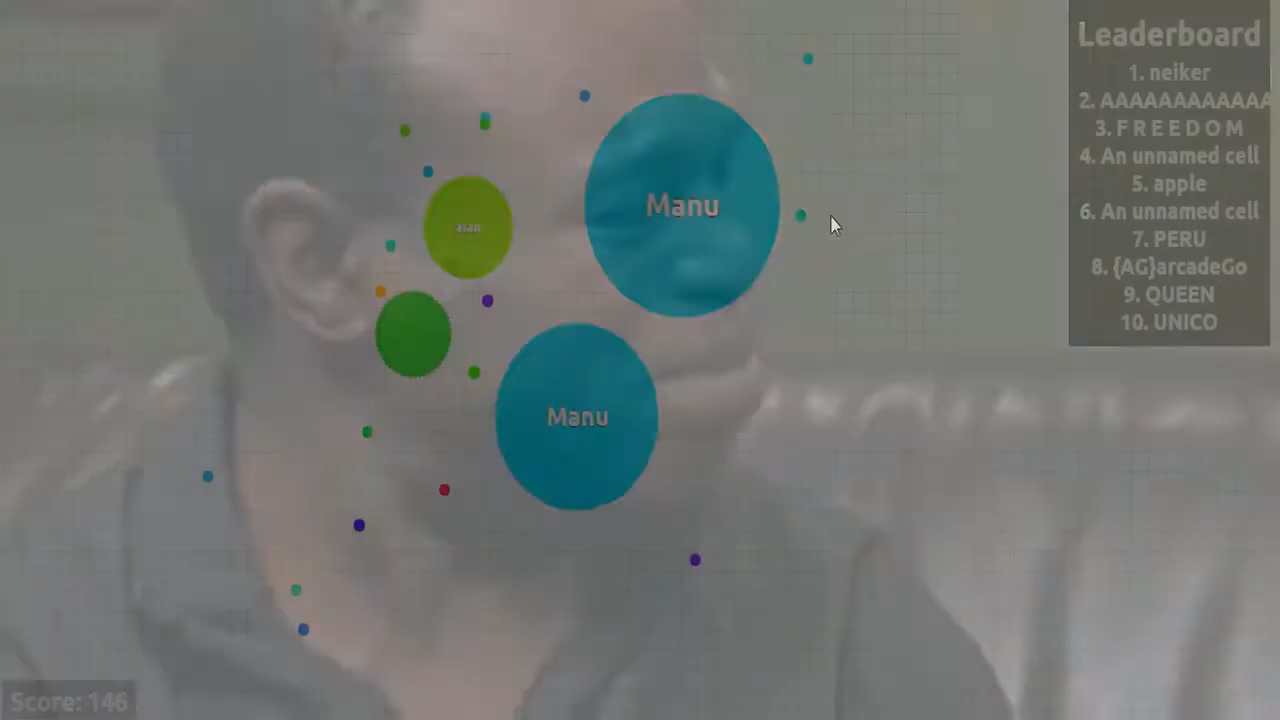 Leaderboard
1. neiker
2. AAAAAAAAAAAA
3. F R E E D O M
4. An unnamed cell
5. apple
6. An unnamed cell
7. PERU
8. {AG}arcadeGo
9. QUEEN
10. UNICO
Manu
Manu
Score: 146